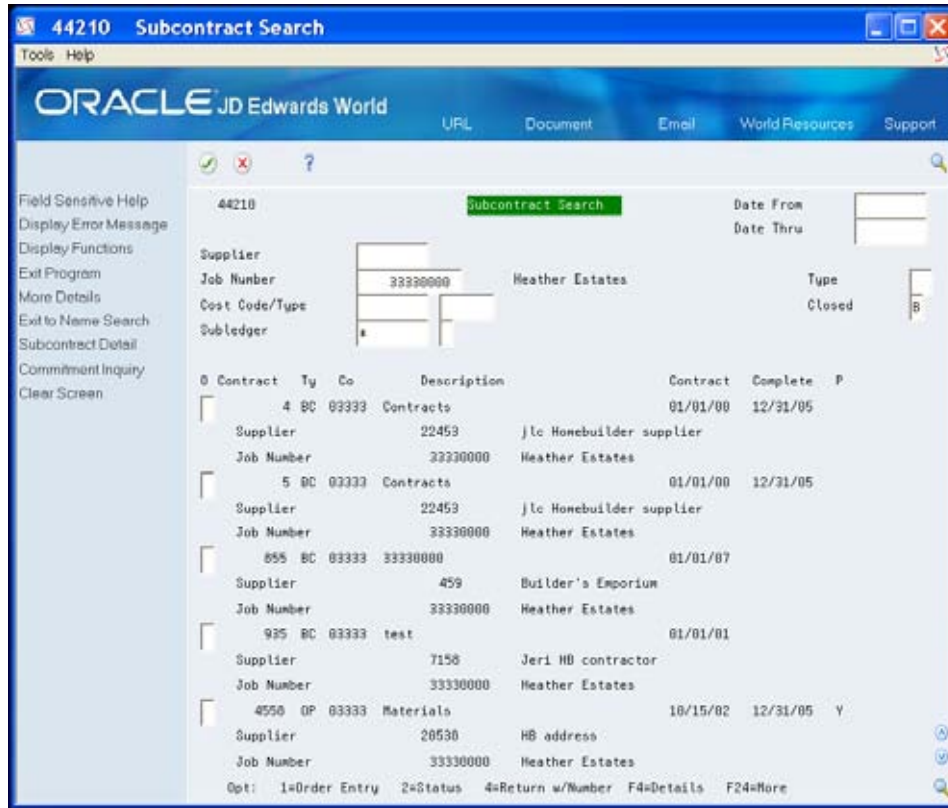 44210 Subcontract Search
Tools Help
ORACLE JD Edwards World
URL Document Email World Resources Support
?
Field Sensitive Help
Display Error Message
Display Functions
Exit Program
More Details
Exit to Name Search
Subcontract Detail
Commitment Inquiry
Clear Screen
44210 Subcontract Search Date From
Date Thru
Supplier
Job Number 33330000 Heather Estates Type
Cost Code/Type Closed B
Subledger *
O Contract Ty Co Description Contract Complete P
4 BC 03333 Contracts 01/01/00 12/31/05
Supplier 22453 jlc Homebuilder supplier
Job Number 33330000 Heather Estates
5 BC 03333 Contracts 01/01/00 12/31/05
Supplier 22453 jlc Homebuilder supplier
Job Number 33330000 Heather Estates
855 BC 03333 33330000 01/01/07
Supplier 459 Builder's Emporium
Job Number 33330000 Heather Estates
935 BC 03333 test 01/01/01
Supplier 7158 Jeri HB contractor
Job Number 33330000 Heather Estates
4550 OP 03333 Materials 10/15/02 12/31/05 Y
Supplier 20530 HB address
Job Number 33330000 Heather Estates
Opt: 1=Order Entry 2=Status 4=Return w/Number F4=Details F24=More